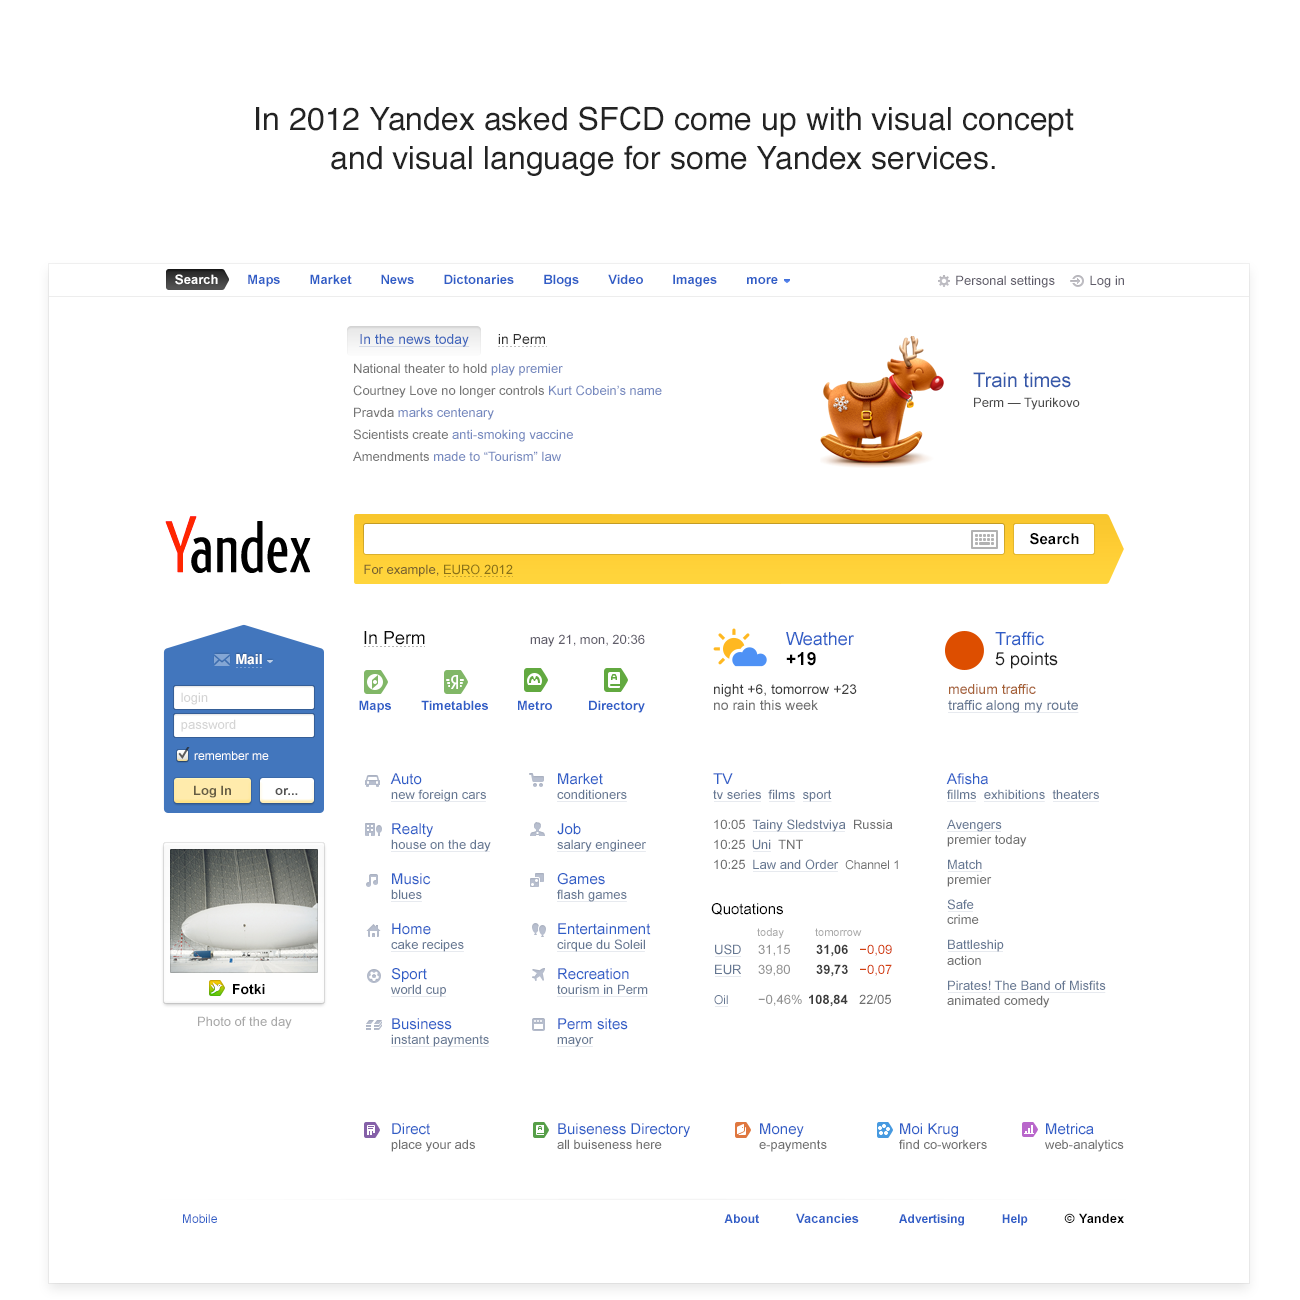 In 2012 Yandex asked SFCD come up with visual concept
and visual language for some Yandex services.
Search Maps Market News Dictonaries Blogs Video Images more Personal settings Log in
In the news today in Perm
National theater to hold play premier
Courtney Love no longer controls Kurt Cobein's name
Pravda marks centenary
Scientists create anti-smoking vaccine
Amendments made to “Tourism” law
Train times
Perm — Tyurikovo
Yandex
Search
For example, EURO 2012
Mail
login
password
remember me
Log In or...
Fotki
Photo of the day
In Perm may 21, mon, 20:36
Maps Timetables Metro Directory
Weather
+19
night +6, tomorrow +23
no rain this week
Traffic
5 points
medium traffic
traffic along my route
Auto
new foreign cars
Realty
house on the day
Music
blues
Home
cake recipes
Sport
world cup
Business
instant payments
Market
conditioners
Job
salary engineer
Games
flash games
Entertainment
cirque du Soleil
Recreation
tourism in Perm
Perm sites
mayor
TV
tv series films sport
10:05 Tainy Sledstviya Russia
10:25 Uni TNT
10:25 Law and Order Channel 1
Quotations
today tomorrow
USD 31,15 31,06 −0,09
EUR 39,80 39,73 −0,07
Oil −0,46% 108,84 22/05
Afisha
fillms exhibitions theaters
Avengers
premier today
Match
premier
Safe
crime
Battleship
action
Pirates! The Band of Misfits
animated comedy
Direct
place your ads
Buiseness Directory
all buiseness here
Money
e-payments
Moi Krug
find co-workers
Metrica
web-analytics
Mobile About Vacancies Advertising Help © Yandex